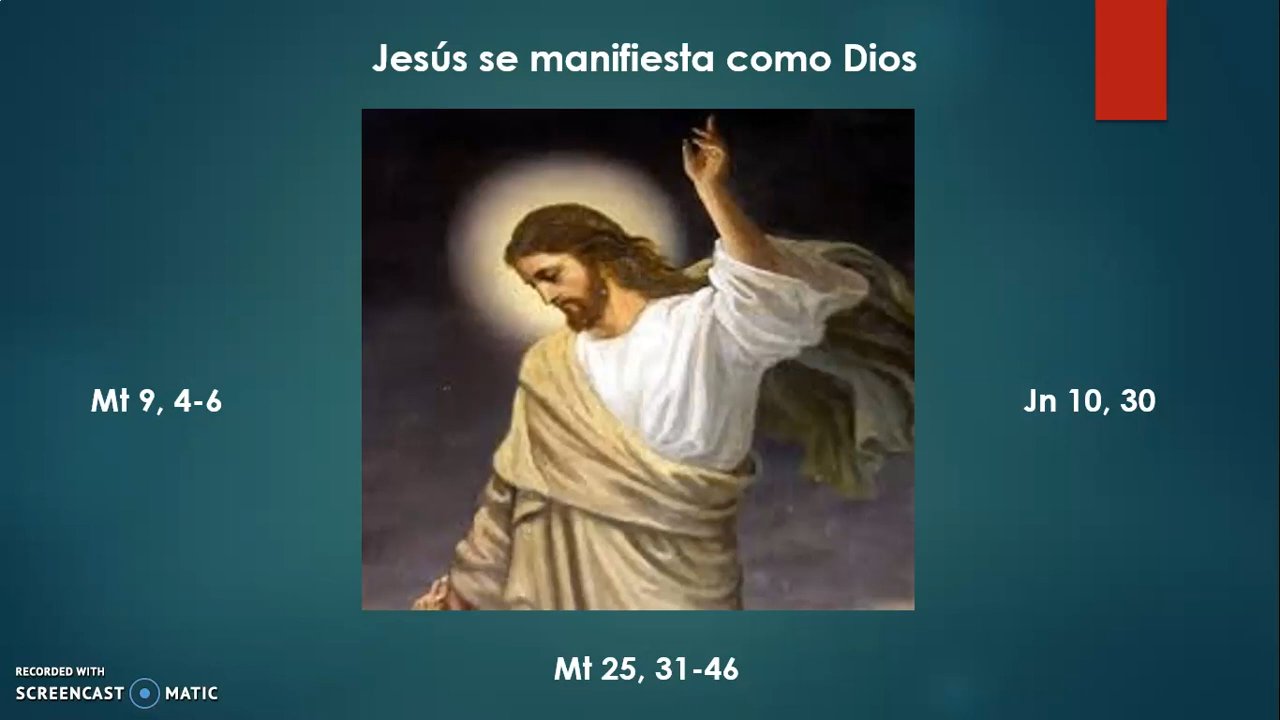 Jesús se manifiesta como Dios
Mt 9, 4-6
Jn 10, 30
Mt 25, 31-46
RECORDED WITH
SCREENCAST MATIC